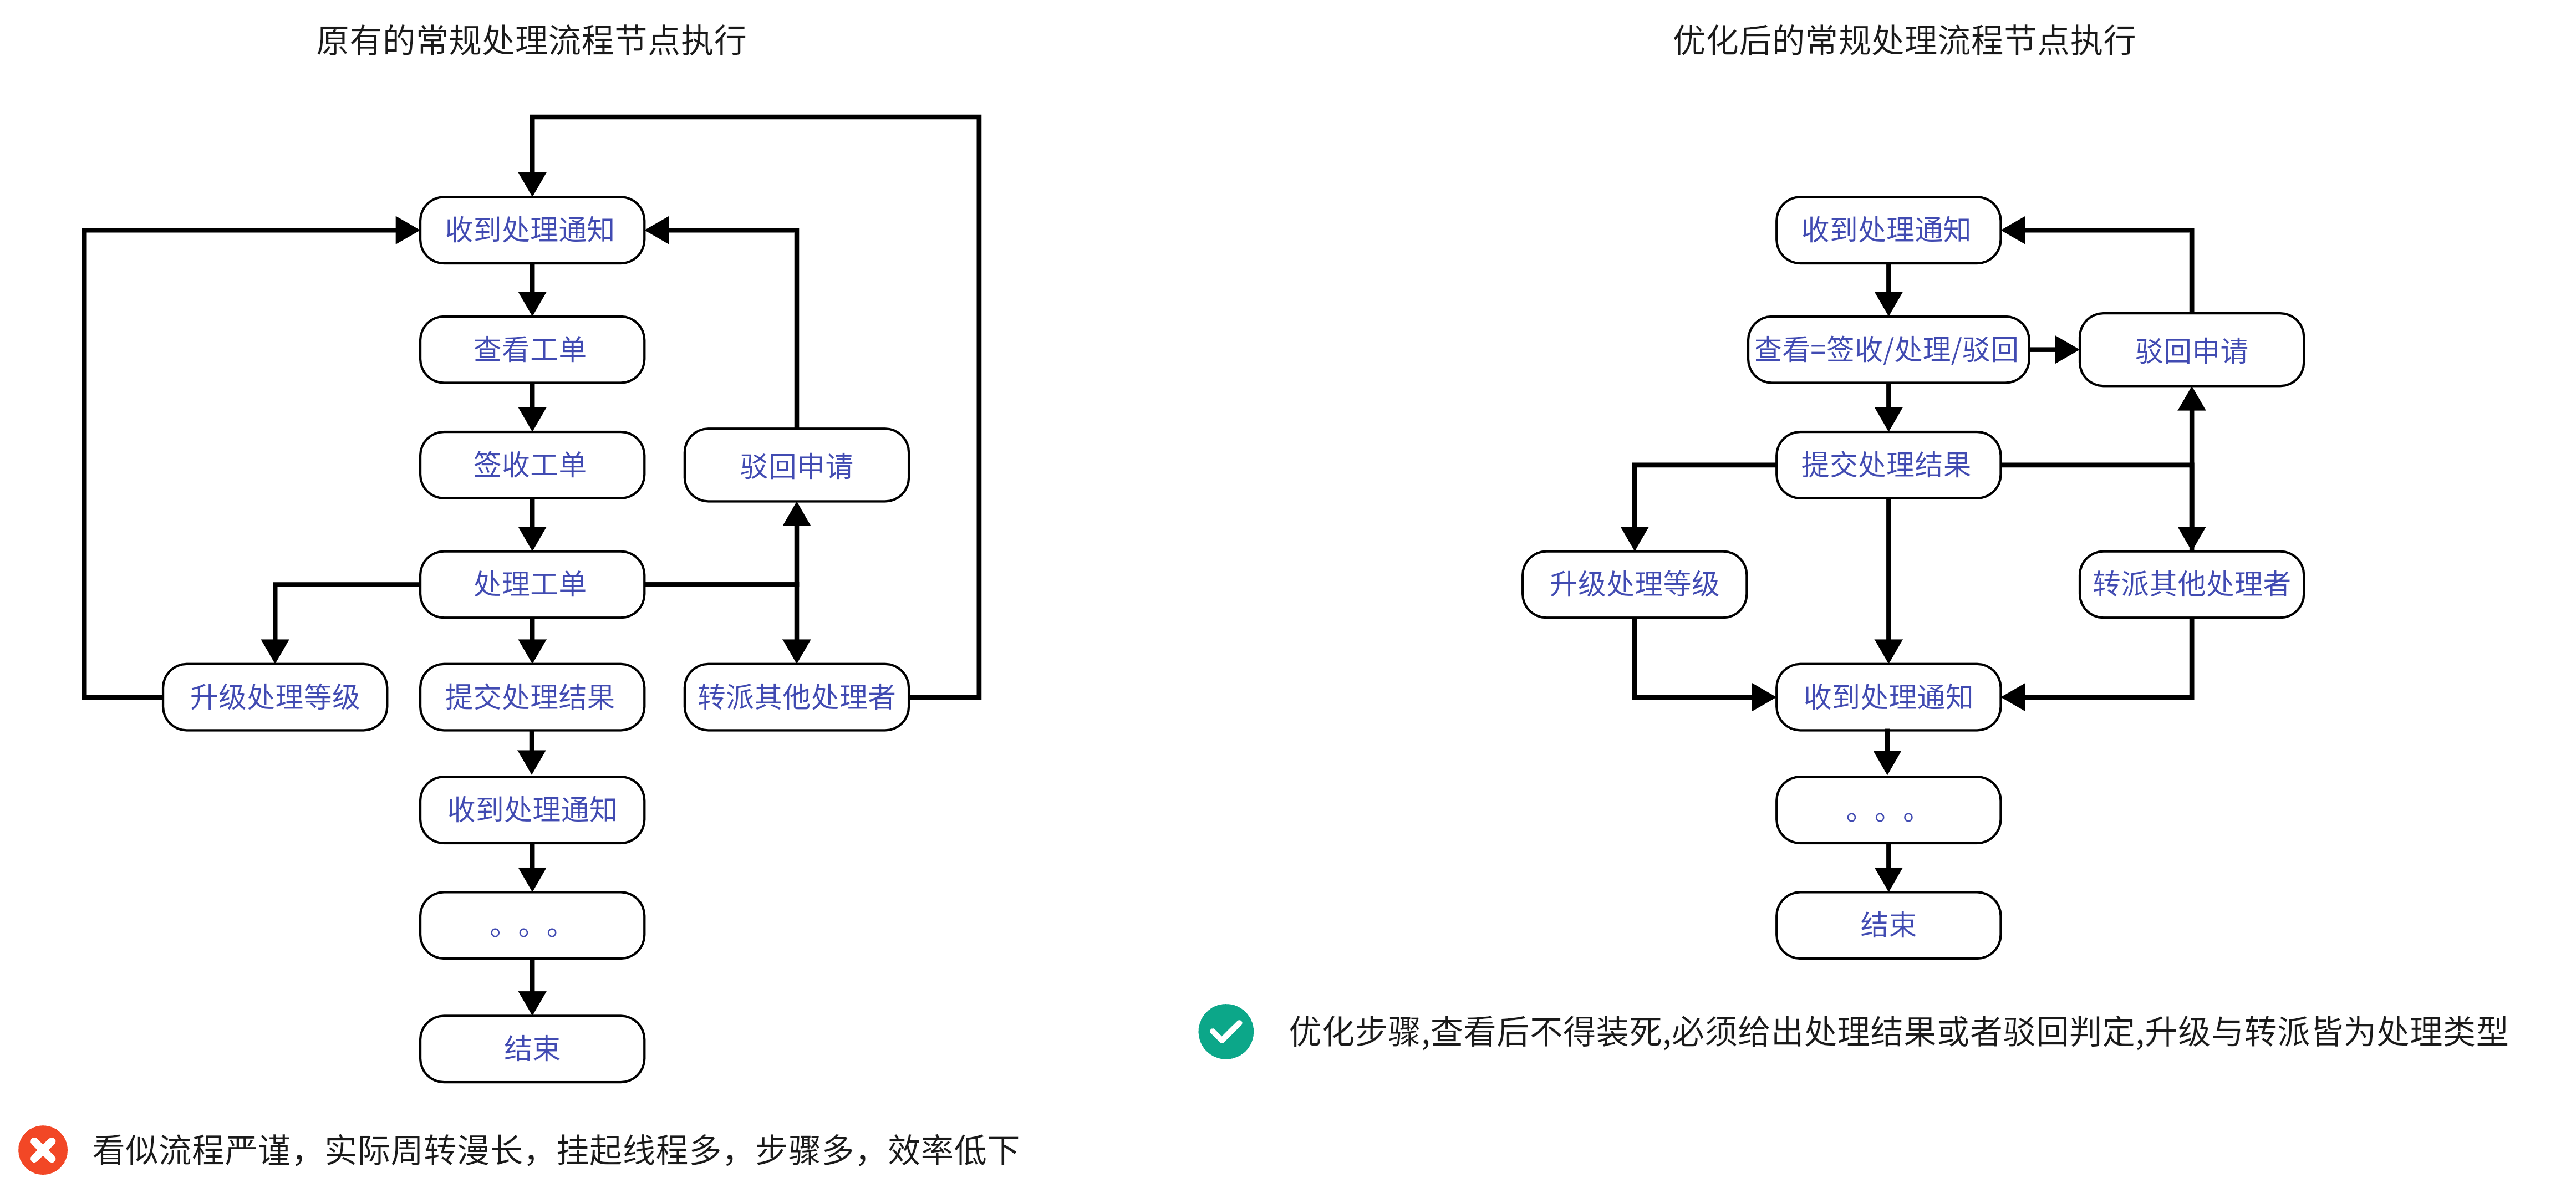 原有的常规处理流程节点执行
收到处理通知
查看工单
签收工单
驳回申请
处理工单
升级处理等级
提交处理结果
转派其他处理者
收到处理通知
。。。
结束
看似流程严谨，实际周转漫长，挂起线程多，步骤多，效率低下
优化后的常规处理流程节点执行
收到处理通知
查看=签收/处理/驳回
驳回申请
提交处理结果
升级处理等级
转派其他处理者
收到处理通知
。。。
结束
优化步骤,查看后不得装死,必须给出处理结果或者驳回判定,升级与转派皆为处理类型